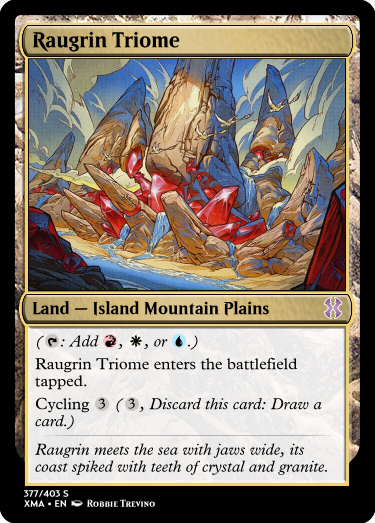 Raugrin Triome
Land — Island Mountain Plains
(: Add , , or .)
Raugrin Triome enters the battlefield
tapped.
Cycling 3 (3, Discard this card: Draw a
card.)
Raugrin meets the sea with jaws wide, its
coast spiked with teeth of crystal and granite.
377/403 S
XMA • EN Robbie Trevino